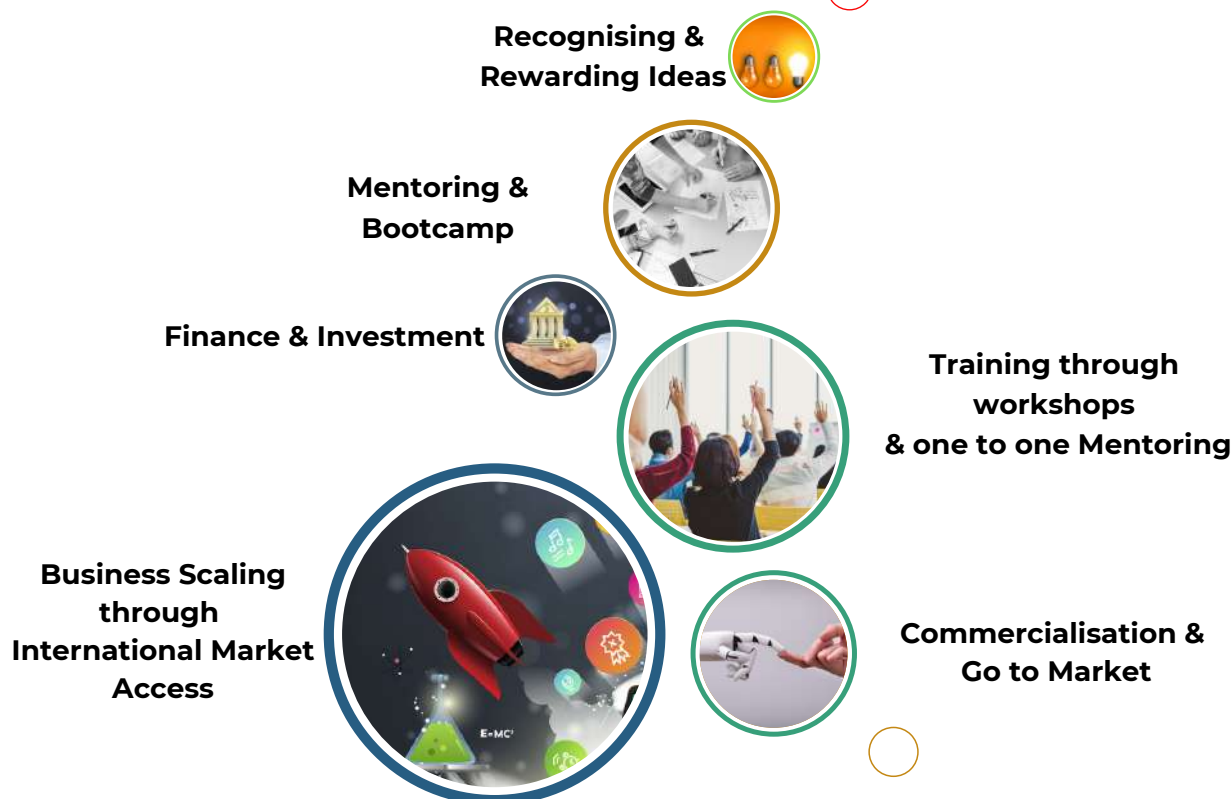 Recognising &
Rewarding Ideas
Mentoring &
Bootcamp
Finance & Investment
Training through
workshops
& one to one Mentoring
Business Scaling
through
International Market
Access
E=MC²
Commercialisation &
Go to Market